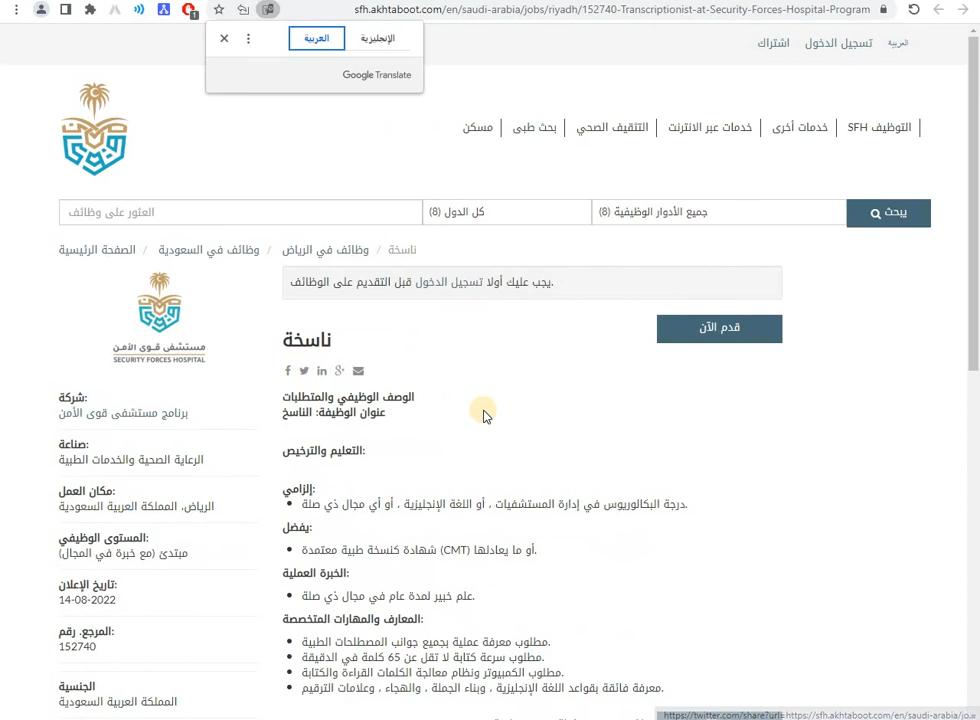 sfh.akhtaboot.com/en/saudi-arabia/jobs/riyadh/152740-Transcriptionist-at-Security-Forces-Hospital-Program
1
العربية
الإنجليزية
Google Translate
العربية
تسجيل الدخول
اشتراك
التوظيف SFH
خدمات أخرى
خدمات عبر الانترنت
التثقيف الصحي
بحث طبى
مسكن
العثور على وظائف
كل الدول (8)
جميع الأدوار الوظيفية (8)
يبحث
الصفحة الرئيسية / وظائف في السعودية / وظائف في الرياض / ناسخة
يجب عليك أولا تسجيل الدخول قبل التقديم على الوظائف.
قدم الآن
ناسخة
مستشفى قوى الأمن
SECURITY FORCES HOSPITAL
شركة:
برنامج مستشفى قوى الأمن
صناعة:
الرعاية الصحية والخدمات الطبية
مكان العمل:
الرياض، المملكة العربية السعودية
المستوى الوظيفي:
مبتدئ (مع خبرة في المجال)
تاريخ الإعلان:
14-08-2022
المرجع. رقم:
152740
الجنسية
المملكة العربية السعودية
الوصف الوظيفي والمتطلبات
عنوان الوظيفة: الناسخ
التعليم والترخيص:
إلزامي:
درجة البكالوريوس في إدارة المستشفيات ، أو اللغة الإنجليزية ، أو أي مجال ذي صلة.
يفضل:
أو ما يعادلها (CMT) شهادة كنسخة طبية معتمدة.
الخبرة العملية:
علم خبير لمدة عام في مجال ذي صلة.
المعارف والمهارات المتخصصة:
مطلوب معرفة عملية بجميع جوانب المصطلحات الطبية.
مطلوب سرعة كتابة لا تقل عن 65 كلمة في الدقيقة.
مطلوب الكمبيوتر ونظام معالجة الكلمات القراءة والكتابة.
معرفة فائقة بقواعد اللغة الإنجليزية ، وبناء الجملة ، والهجاء ، وعلامات الترقيم.
https://twitter.com/share?url=https://sfh.akhtaboot.com/en/saudi-arabia/jo...